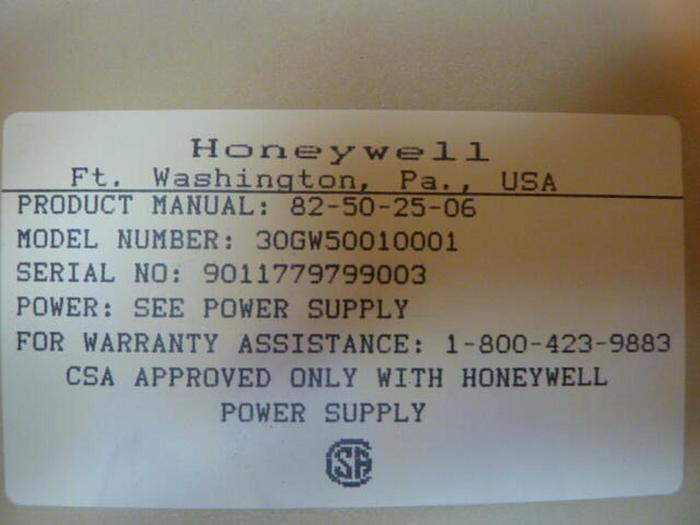 Honeywell
Ft. Washington, Pa., USA
PRODUCT MANUAL: 82-50-25-06
MODEL NUMBER: 30GW50010001
SERIAL NO: 9011779799003
POWER: SEE POWER SUPPLY
FOR WARRANTY ASSISTANCE: 1-800-423-9883
CSA APPROVED ONLY WITH HONEYWELL
POWER SUPPLY
CSA